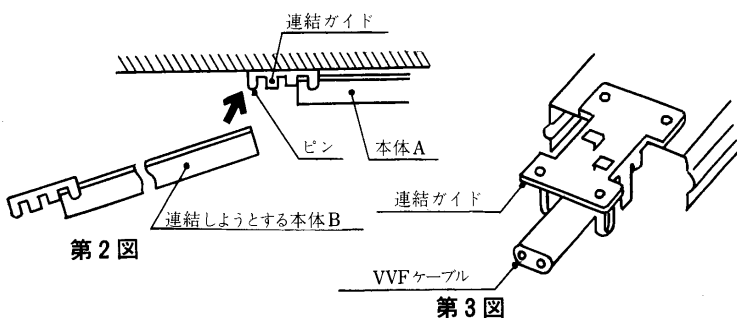 連結ガイド
ピン
本体A
連結しようとする本体B
第2図
連結ガイド
VVFケーブル
第3図